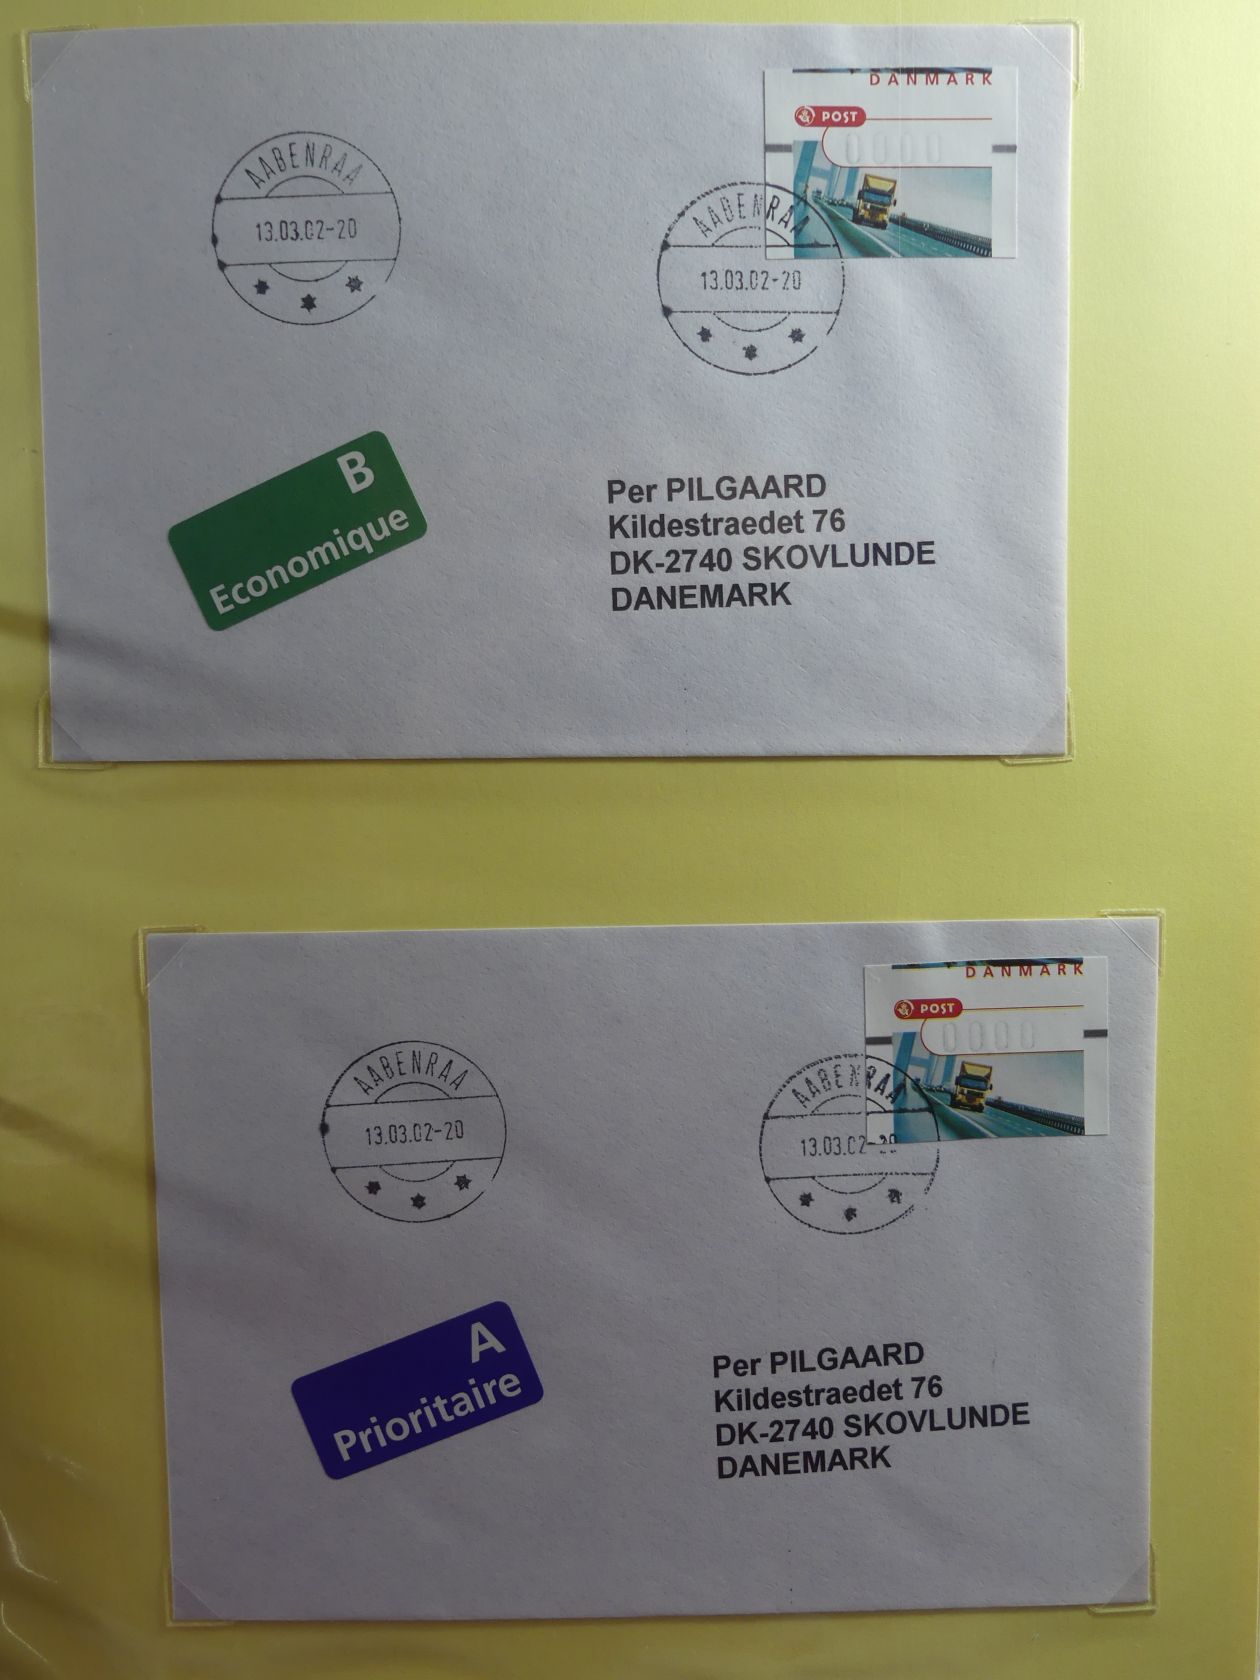 DANMARK
POST
0000
AABENRAA
13.03.02-20
AABENRAA
13.03.02-20
B
Economique
Per PILGAARD
Kildestraedet 76
DK-2740 SKOVLUNDE
DANEMARK
DANMARK
POST
0000
AABENRAA
13.03.02-20
AABENRAA
13.03.02-20
A
Prioritaire
Per PILGAARD
Kildestraedet 76
DK-2740 SKOVLUNDE
DANEMARK